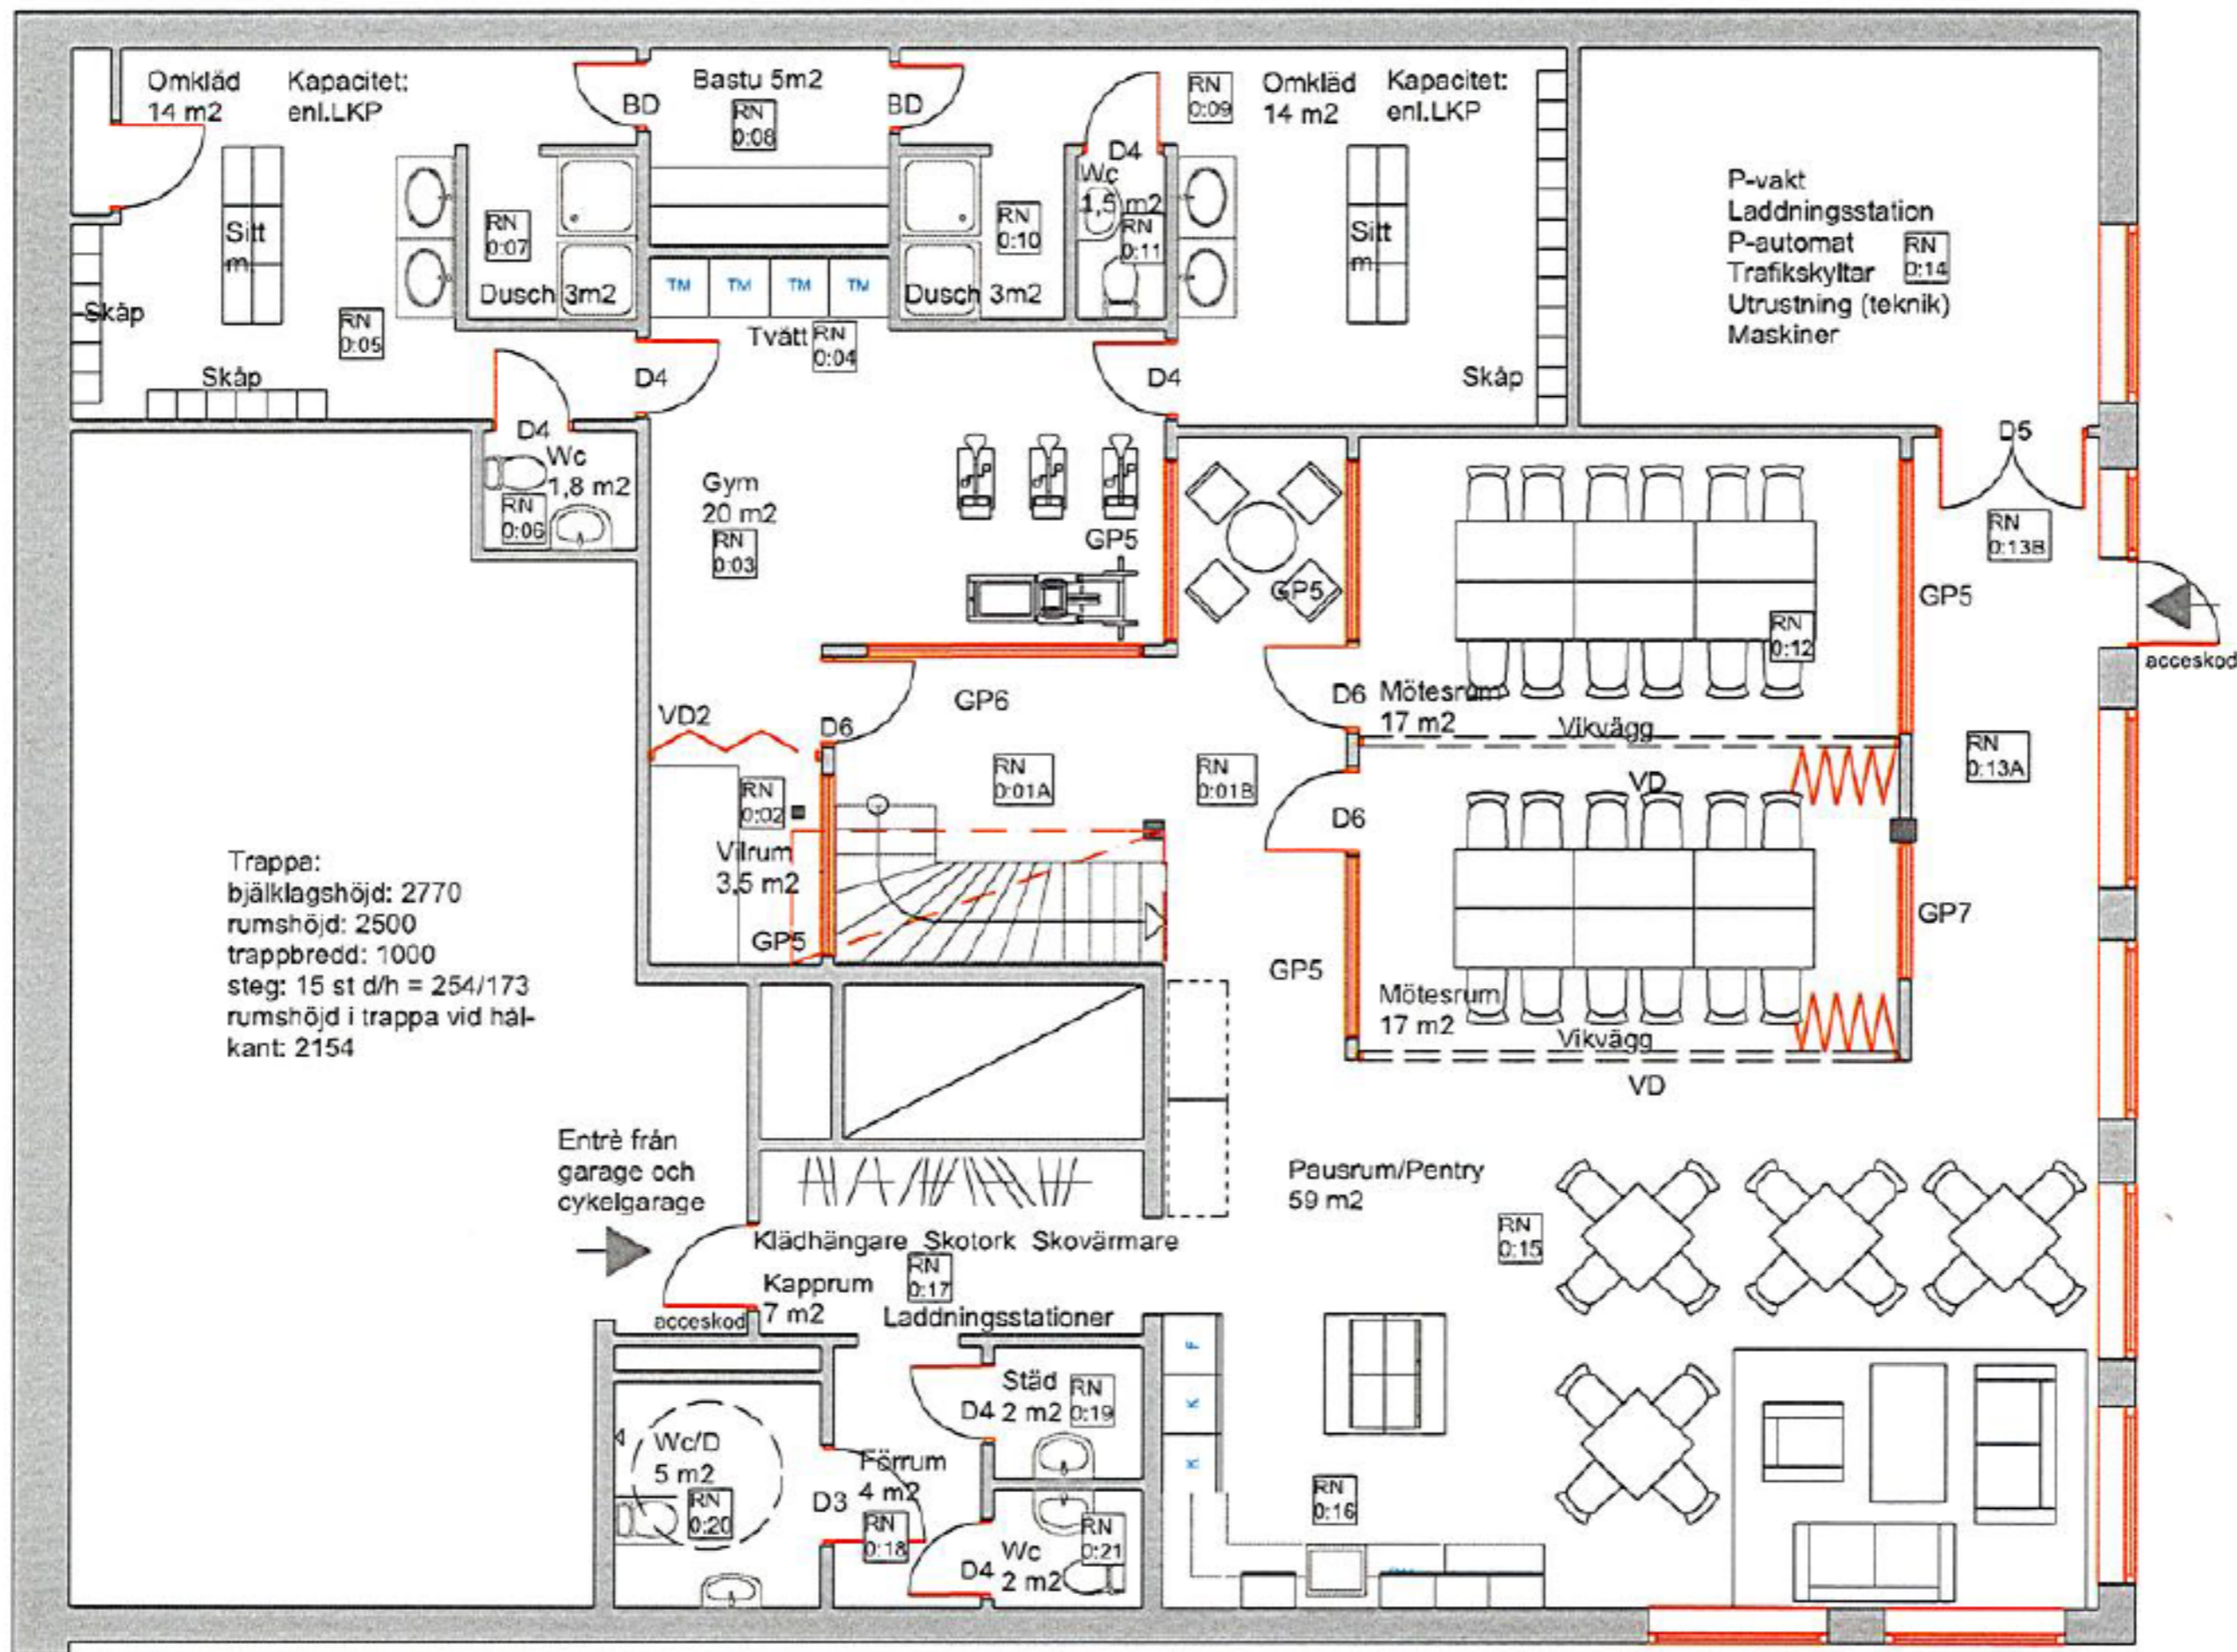 Omkläd
14 m2
Kapacitet:
enl.LKP
BD
Bastu 5m2
RN
0:08
BD
RN
0:09
Omkläd
14 m2
Kapacitet:
enl.LKP
D4
Wc
1,5 m2
RN
0:11
RN
0:07
Dusch 3m2
RN
0:10
Dusch 3m2
Sitt
m.
Sitt
m.
P-vakt
Laddningsstation
P-automat
Trafikskyltar
Utrustning (teknik)
Maskiner
RN
0:14
TM
TM
TM
TM
Tvätt
RN
0:04
Skåp
RN
0:05
Skåp
D4
D4
Skåp
D4
Wc
1,8 m2
RN
0:06
Gym
20 m2
RN
0:03
GP5
GP5
D5
RN
0:13B
GP5
acceskod
RN
0:12
D6
Mötesrum
17 m2
Vikvägg
VD
GP6
VD2
D6
RN
0:01A
RN
0:01B
RN
0:13A
D6
RN
0:02
Vilrum
3,5 m2
GP5
Trappa:
bjälklagshöjd: 2770
rumshöjd: 2500
trappbredd: 1000
steg: 15 st d/h = 254/173
rumshöjd i trappa vid hål-
kant: 2154
GP7
GP5
Mötesrum
17 m2
Vikvägg
VD
Entrè från
garage och
cykelgarage
Pausrum/Pentry
59 m2
RN
0:15
Klädhängare Skotork Skovärmare
RN
0:17
Kapprum
7 m2
acceskod
Laddningsstationer
F
K
K
Städ
2 m2
RN
0:19
D4
Wc/D
5 m2
RN
0:20
D3
Förrum
4 m2
RN
0:18
D4
Wc
2 m2
RN
0:21
RN
0:16